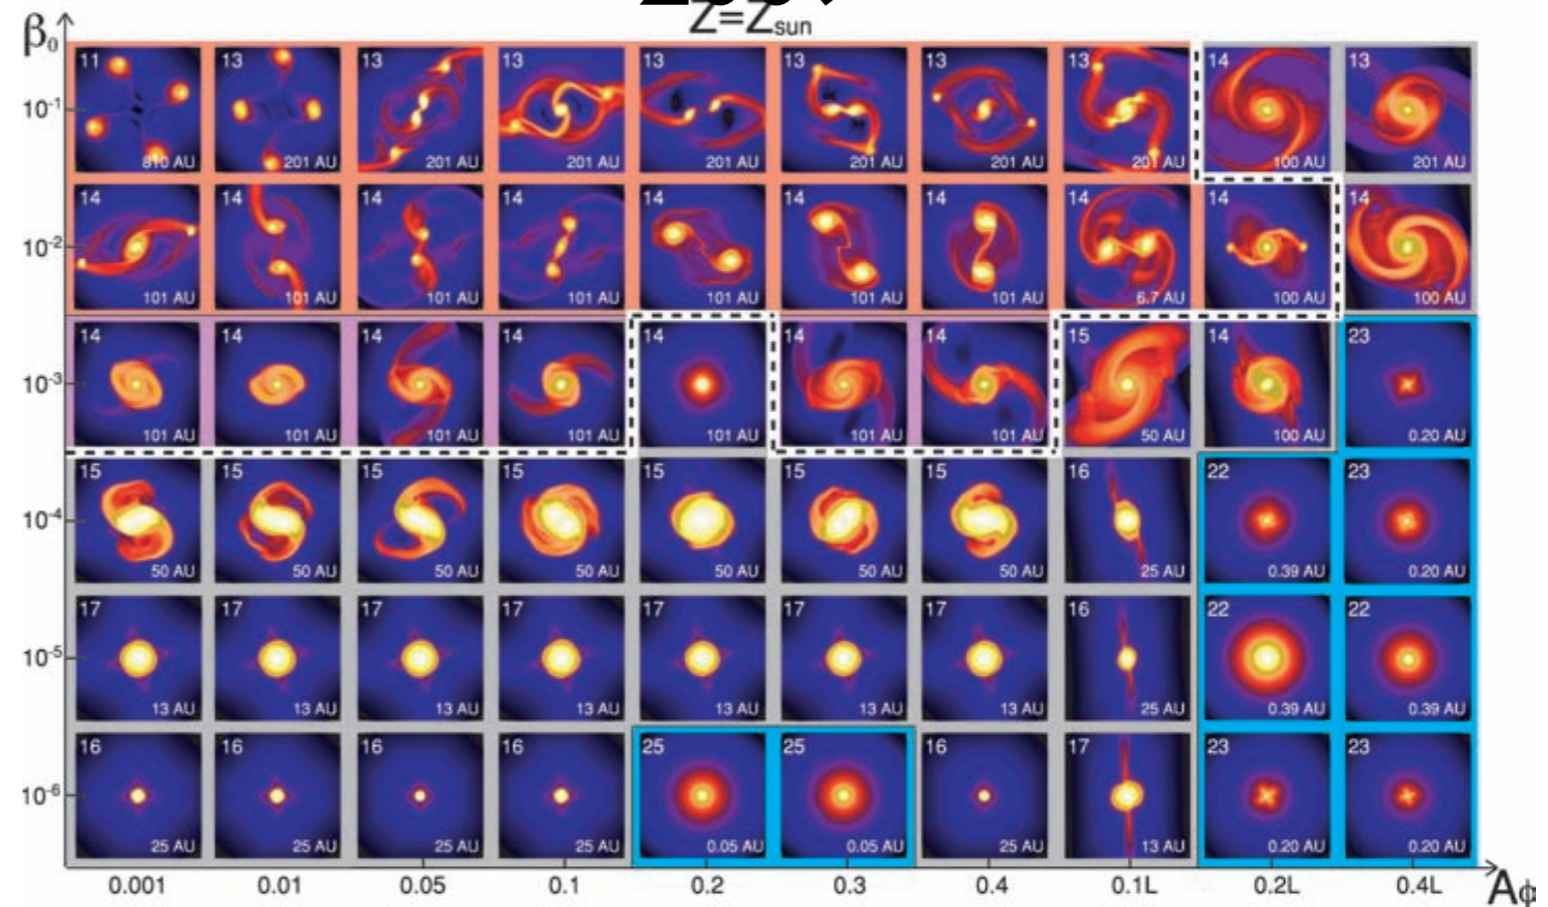 Z=Zsun
β0
10-1
11 13 13 13 13 13 13 13 14 13
810 AU 201 AU 201 AU 201 AU 201 AU 201 AU 201 AU 201 AU 100 AU 201 AU
10-2
14 14 14 14 14 14 14 14 14 14
101 AU 101 AU 101 AU 101 AU 101 AU 101 AU 101 AU 6.7 AU 100 AU 100 AU
10-3
14 14 14 14 14 14 14 15 14 23
101 AU 101 AU 101 AU 101 AU 101 AU 101 AU 101 AU 50 AU 100 AU 0.20 AU
10-4
15 15 15 15 15 15 15 16 22 23
50 AU 50 AU 50 AU 50 AU 50 AU 50 AU 50 AU 25 AU 0.39 AU 0.20 AU
10-5
17 17 17 17 17 17 17 16 22 22
13 AU 13 AU 13 AU 13 AU 13 AU 13 AU 13 AU 25 AU 0.39 AU 0.39 AU
10-6
16 16 16 16 25 25 16 17 23 23
25 AU 25 AU 25 AU 25 AU 0.05 AU 0.05 AU 25 AU 13 AU 0.20 AU 0.20 AU
0.001 0.01 0.05 0.1 0.2 0.3 0.4 0.1L 0.2L 0.4L
Aϕ